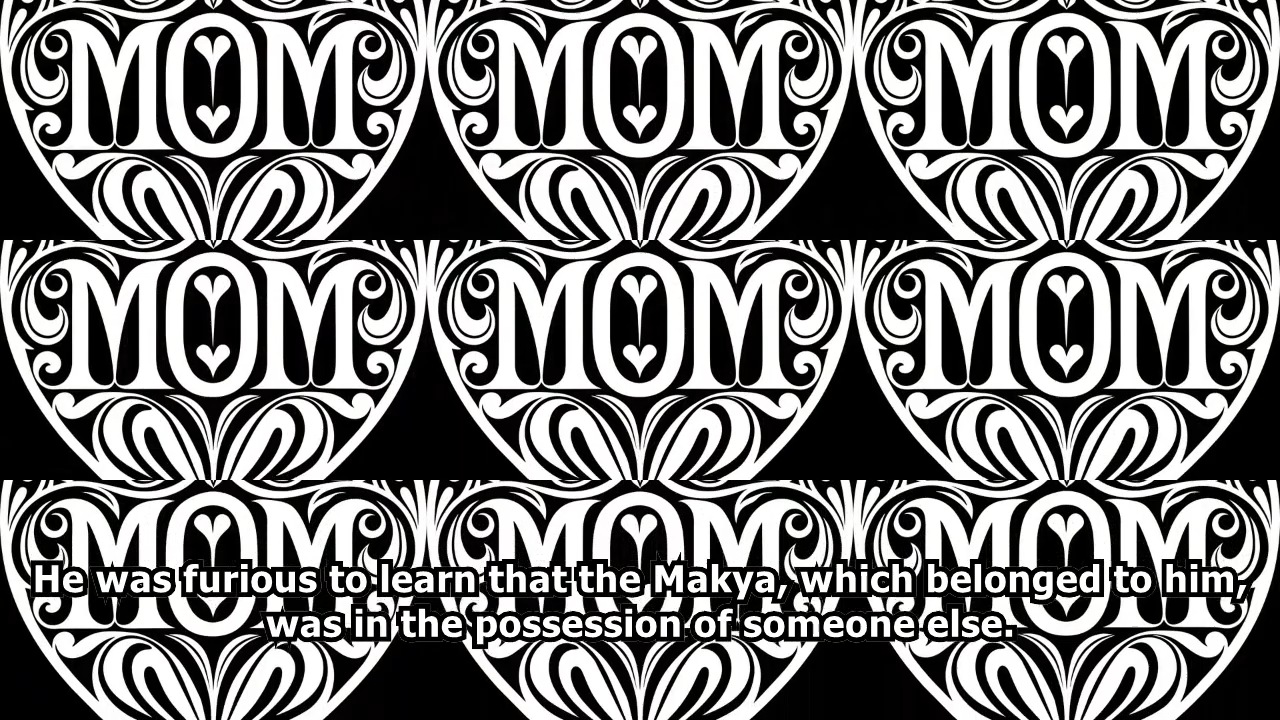 MOM MOM MOM
MOM MOM MOM
MOM MOM MOM
He was furious to learn that the Makya, which belonged to him,
was in the possession of someone else.